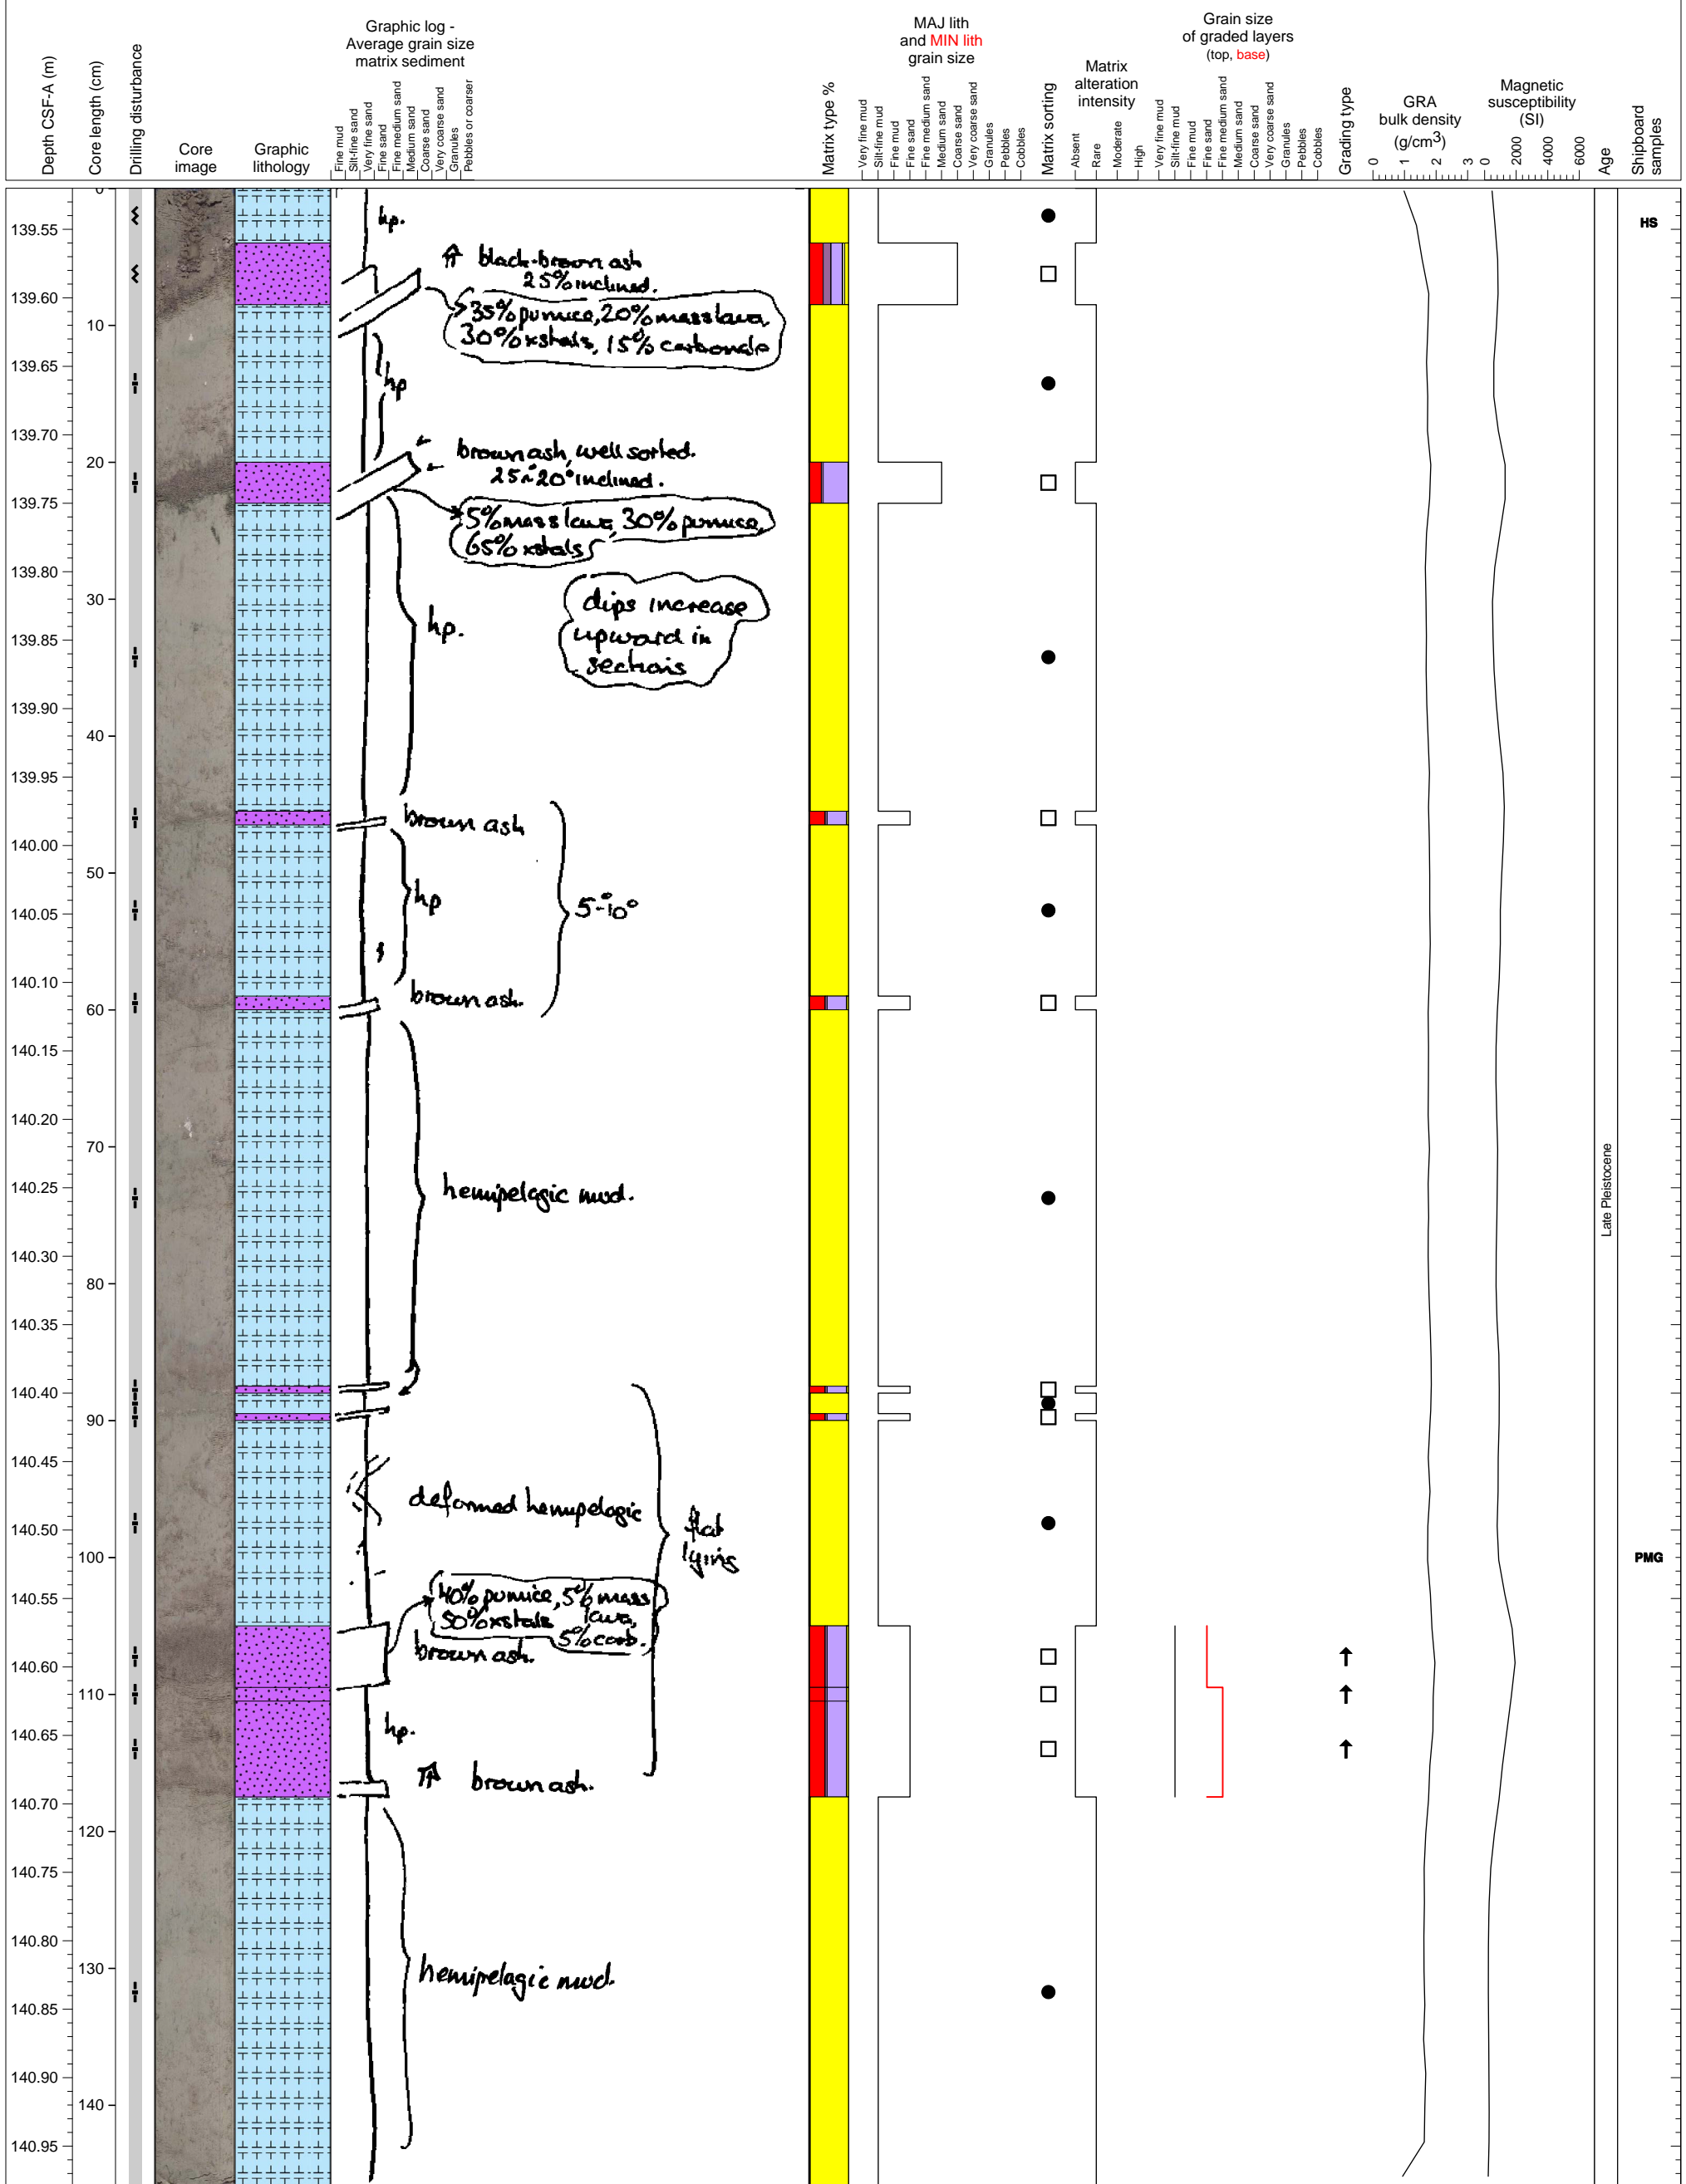 Depth CSF-A (m)
Core length (cm)
Drilling disturbance
Core
image
Graphic
lithology
Graphic log -
Average grain size
matrix sediment
Fine mud
Silt-fine sand
Very fine sand
Fine sand
Fine medium sand
Medium sand
Coarse sand
Very coarse sand
Granules
Pebbles or coarser
Matrix type %
MAJ lith
and MIN lith
grain size
Very fine mud
Silt-fine mud
Fine mud
Fine sand
Fine medium sand
Medium sand
Coarse sand
Very coarse sand
Granules
Pebbles
Cobbles
Matrix sorting
Matrix
alteration
intensity
Absent
Rare
Moderate
High
Grain size
of graded layers
(top, base)
Very fine mud
Silt-fine mud
Fine mud
Fine sand
Fine medium sand
Medium sand
Coarse sand
Very coarse sand
Granules
Pebbles
Cobbles
Grading type
GRA
bulk density
(g/cm3)
0 1 2 3
Magnetic
susceptibility
(SI)
0 2000 4000 6000
Age
Shipboard
samples
0
139.55
hp.
HS
black-brown ash
25% inclined.
139.60
35% pumice, 20% mass lava,
10
30% xstals, 15% carbonate
139.65
hp
139.70
brown ash, well sorted.
20
25~20° inclined.
139.75
5% mass lava, 30% pumice,
65% xstals
139.80
30
dips increase
hp.
139.85
upward in
sections
139.90
40
139.95
brown ash
140.00
50
hp
5-10°
140.05
140.10
brown ash.
60
140.15
140.20
70
Late Pleistocene
140.25
hemipelagic mud.
140.30
80
140.35
140.40
90
140.45
deformed hemipelagic
140.50
flat
lying
100
PMG
140.55
40% pumice, 5% mass
lava,
50% xstals
5% carb.
140.60
brown ash.
110
140.65
hp.
brown ash.
140.70
120
140.75
140.80
130
hemipelagic mud.
140.85
140.90
140
140.95